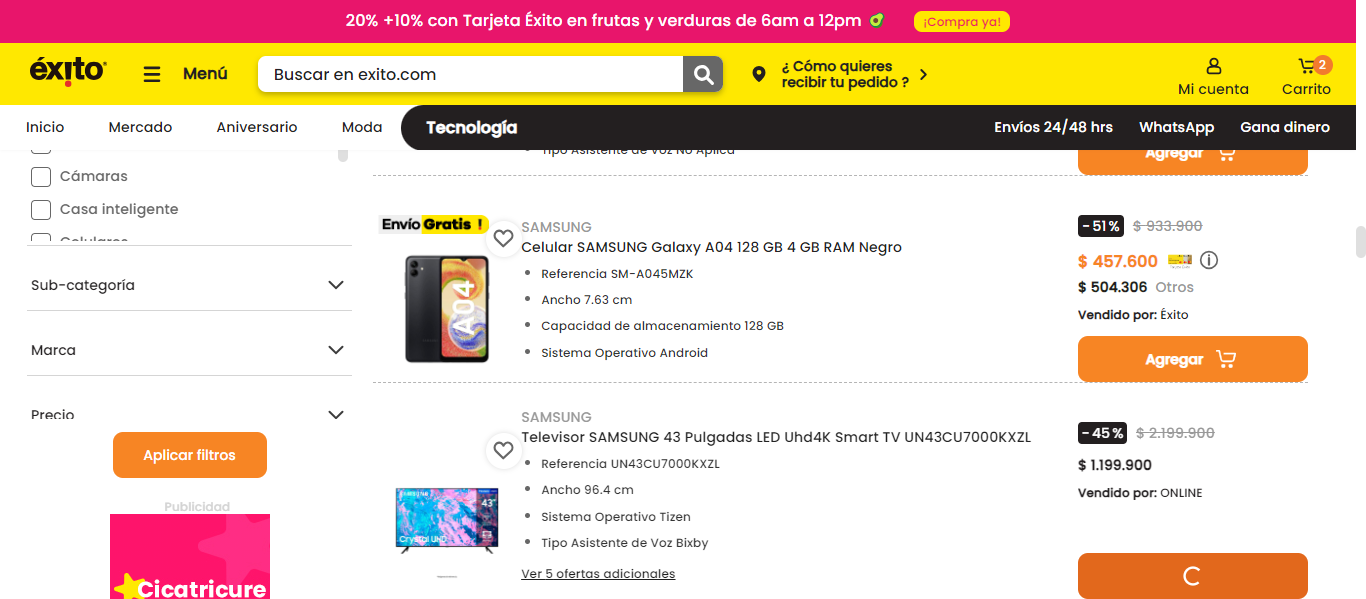 20% +10% con Tarjeta Éxito en frutas y verduras de 6am a 12pm
¡Compra ya!
éxito
Menú
Buscar en exito.com
¿ Cómo quieres
recibir tu pedido ?
Mi cuenta
2
Carrito
Inicio
Mercado
Aniversario
Moda
Tecnología
Envíos 24/48 hrs
WhatsApp
Gana dinero
Cámaras
Casa inteligente
Celulares
Sub-categoría
Marca
Precio
Aplicar filtros
Publicidad
Cicatricure
Tipo Asistente de Voz No Aplica
Agregar
Envío Gratis !
A04
SAMSUNG
Celular SAMSUNG Galaxy A04 128 GB 4 GB RAM Negro
Referencia SM-A045MZK
Ancho 7.63 cm
Capacidad de almacenamiento 128 GB
Sistema Operativo Android
-51% $ 933.900
$ 457.600
$ 504.306 Otros
Vendido por: Éxito
Agregar
SAMSUNG
Televisor SAMSUNG 43 Pulgadas LED Uhd4K Smart TV UN43CU7000KXZL
Referencia UN43CU7000KXZL
Ancho 96.4 cm
Sistema Operativo Tizen
Tipo Asistente de Voz Bixby
Ver 5 ofertas adicionales
SAMSUNG
43"
Crystal UHD
-45% $ 2.199.900
$ 1.199.900
Vendido por: ONLINE